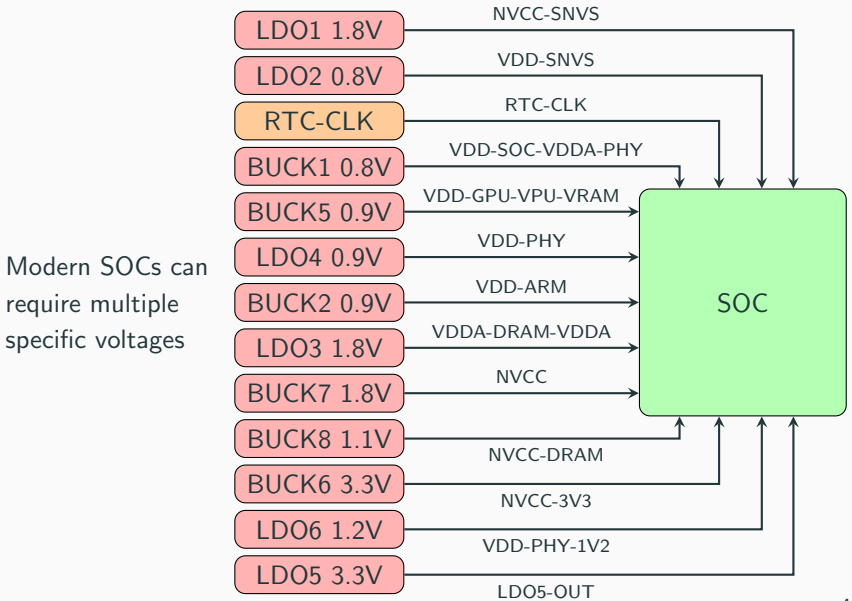 NVCC-SNVS
LDO1 1.8V
VDD-SNVS
LDO2 0.8V
RTC-CLK
RTC-CLK
VDD-SOC-VDDA-PHY
BUCK1 0.8V
VDD-GPU-VPU-VRAM
BUCK5 0.9V
VDD-PHY
LDO4 0.9V
Modern SOCs can
require multiple
specific voltages
VDD-ARM
BUCK2 0.9V
SOC
VDDA-DRAM-VDDA
LDO3 1.8V
NVCC
BUCK7 1.8V
BUCK8 1.1V
NVCC-DRAM
BUCK6 3.3V
NVCC-3V3
LDO6 1.2V
VDD-PHY-1V2
LDO5 3.3V
LDO5-OUT